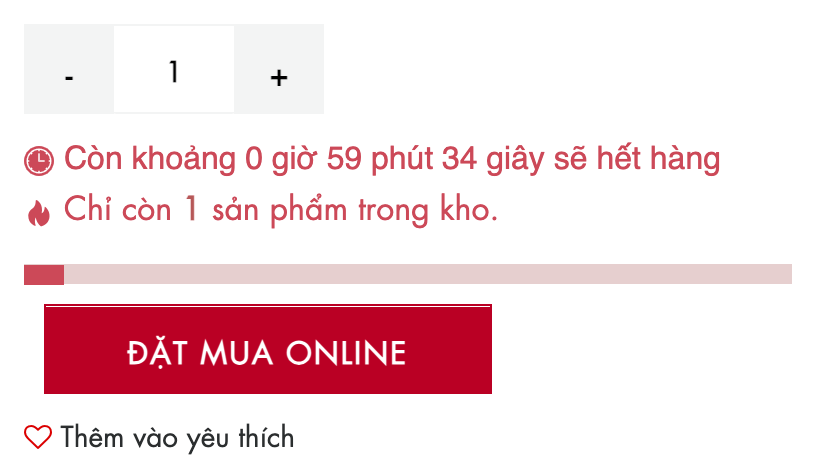 - 1 +
Còn khoảng 0 giờ 59 phút 34 giây sẽ hết hàng
Chỉ còn 1 sản phẩm trong kho.
ĐẶT MUA ONLINE
Thêm vào yêu thích